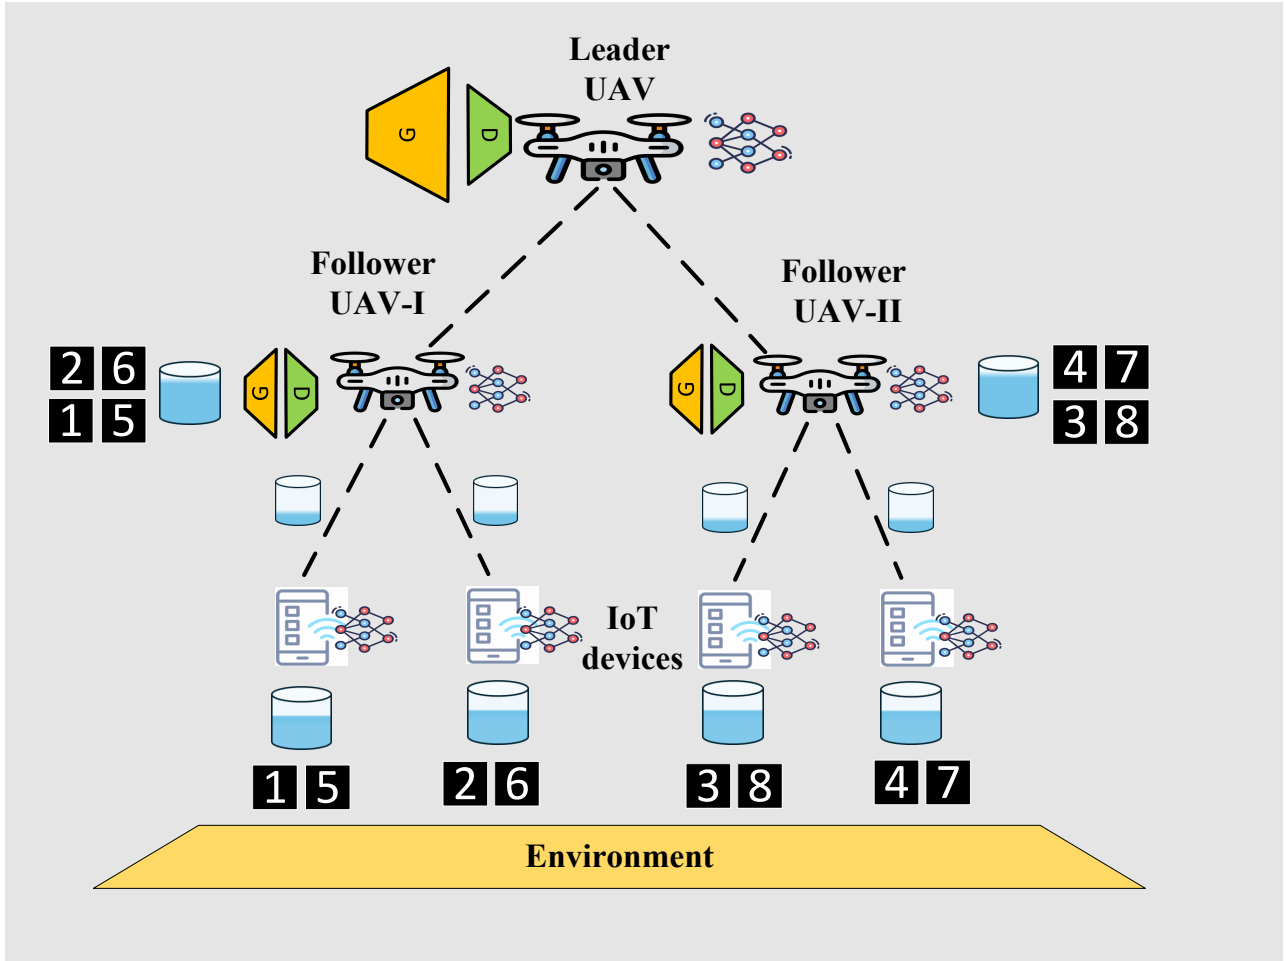 Leader
UAV
G
D
Follower
UAV-I
Follower
UAV-II
2 6
1 5
G
D
G
D
4 7
3 8
IoT
devices
1 5
2 6
3 8
4 7
Environment